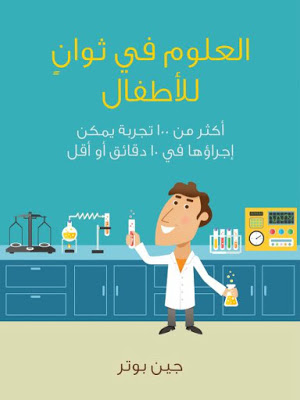 العلوم في ثوانٍ
للأطفال
أكثر من ١٠٠ تجربة يمكن
إجراؤها في ١٠ دقائق أو أقل
جين بوتر